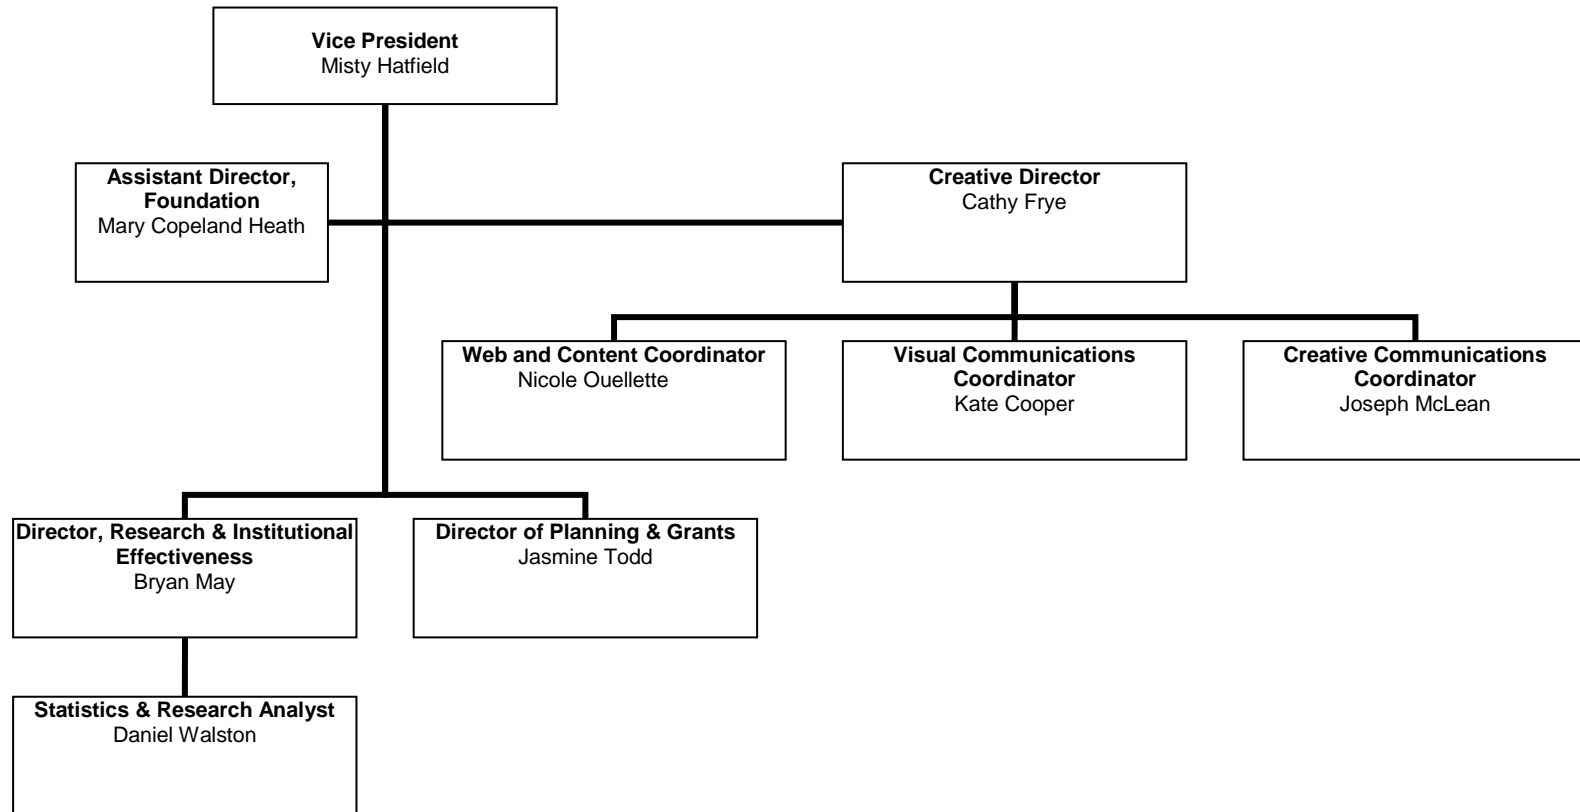 Vice President
Misty Hatfield
Assistant Director,
Foundation
Mary Copeland Heath
Creative Director
Cathy Frye
Web and Content Coordinator
Nicole Ouellette
Visual Communications
Coordinator
Kate Cooper
Creative Communications
Coordinator
Joseph McLean
Director, Research & Institutional
Effectiveness
Bryan May
Director of Planning & Grants
Jasmine Todd
Statistics & Research Analyst
Daniel Walston